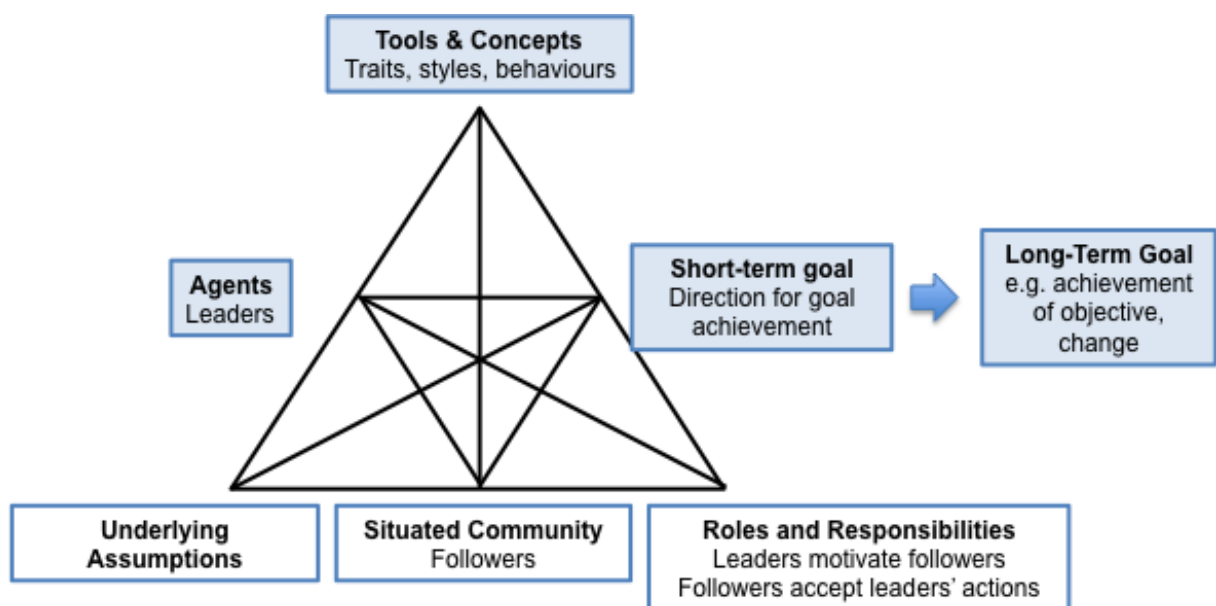 Tools & Concepts
Traits, styles, behaviours
Agents
Leaders
Short-term goal
Direction for goal
achievement
Long-Term Goal
e.g. achievement
of objective,
change
Underlying
Assumptions
Situated Community
Followers
Roles and Responsibilities
Leaders motivate followers
Followers accept leaders' actions